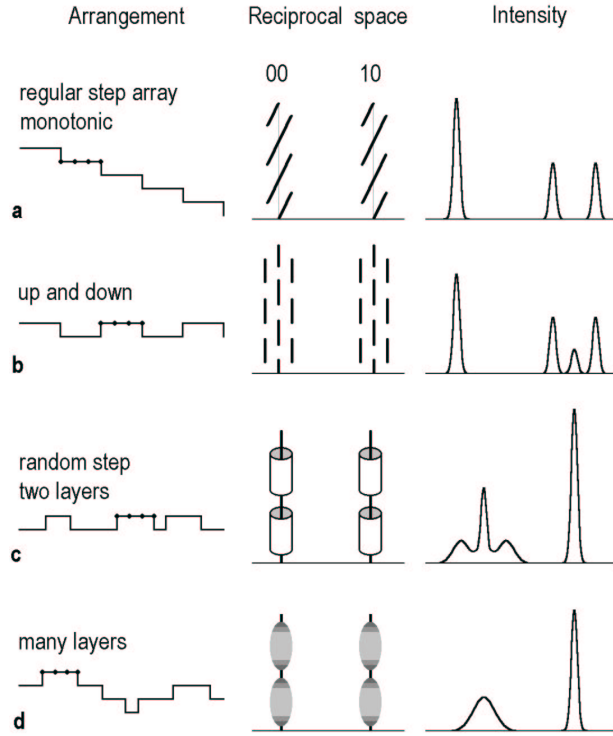 Arrangement Reciprocal space Intensity
00 10
regular step array
monotonic
a
up and down
b
random step
two layers
c
many layers
d